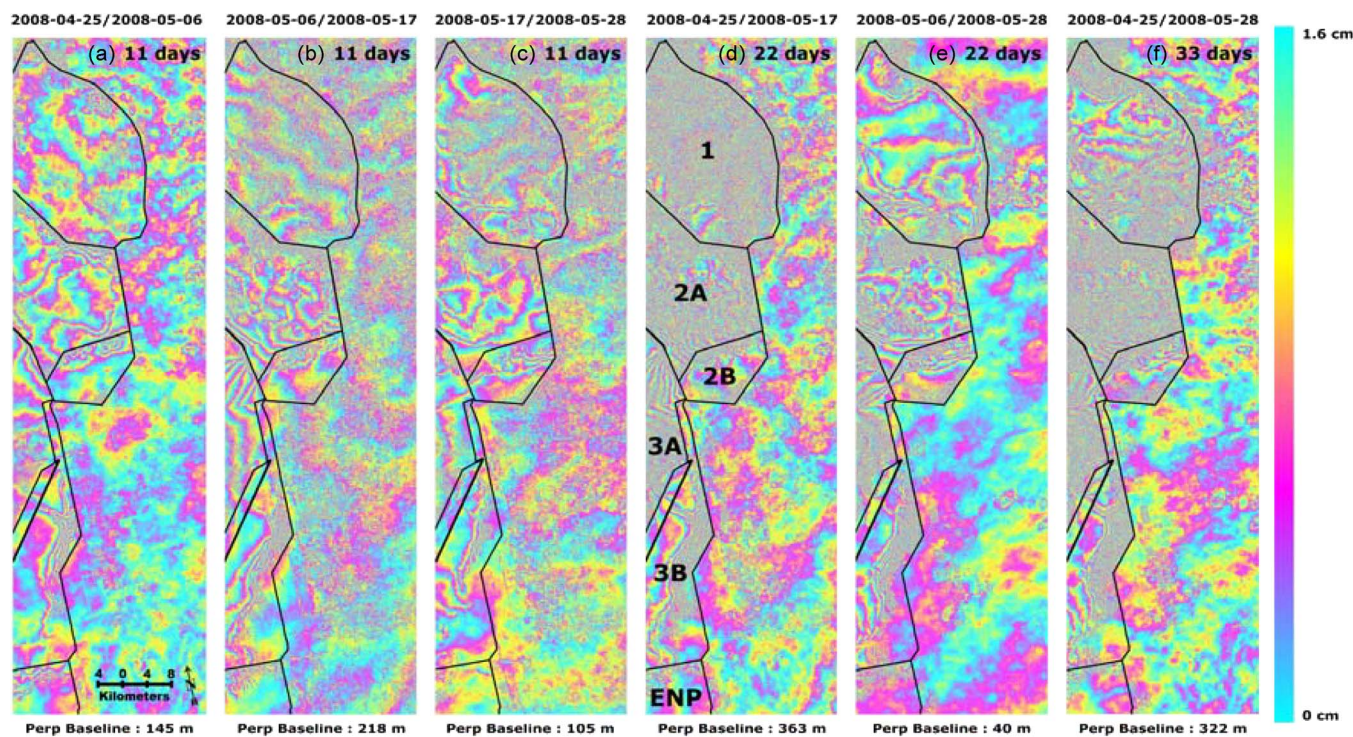 2008-04-25/2008-05-06 2008-05-06/2008-05-17 2008-05-17/2008-05-28 2008-04-25/2008-05-17 2008-05-06/2008-05-28 2008-04-25/2008-05-28
(a) 11 days (b) 11 days (c) 11 days (d) 22 days (e) 22 days (f) 33 days
1.6 cm
1
2A
2B
3A
3B
4 0 4 8
Kilometers
ENP
0 cm
Perp Baseline : 145 m Perp Baseline : 218 m Perp Baseline : 105 m Perp Baseline : 363 m Perp Baseline : 40 m Perp Baseline : 322 m